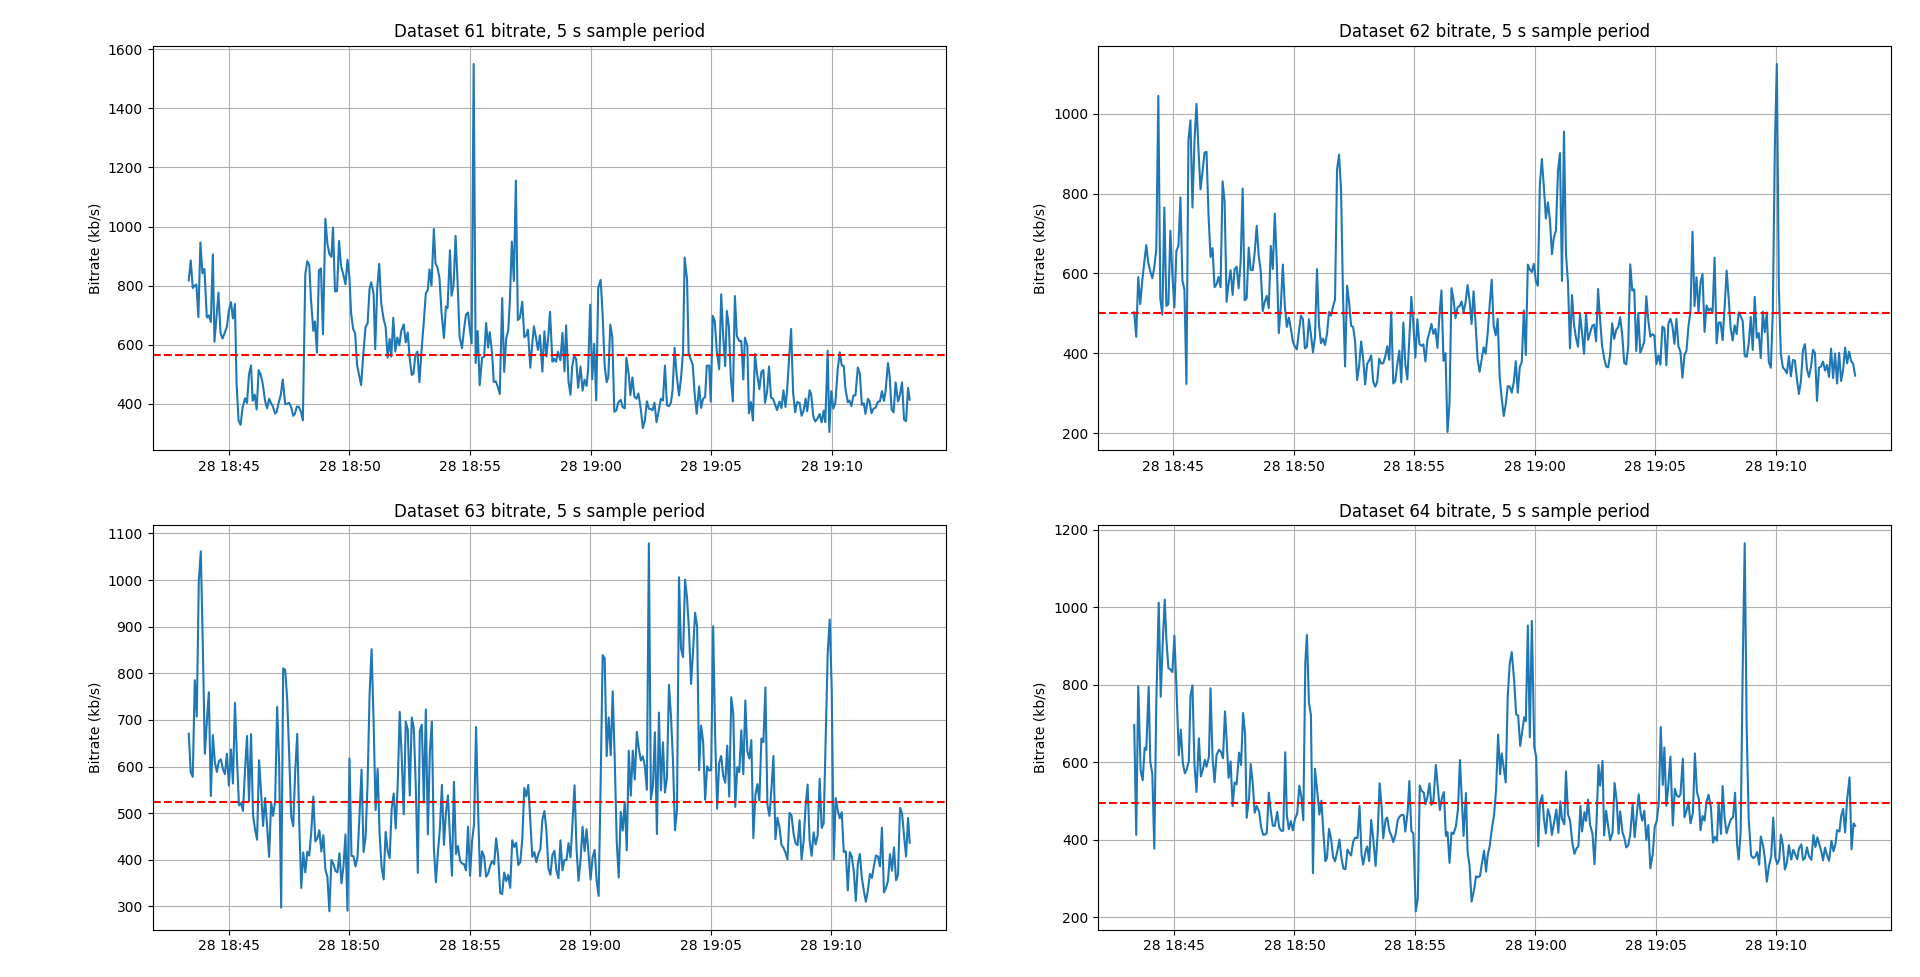 Dataset 61 bitrate, 5 s sample period
Bitrate (kb/s)
1600
1400
1200
1000
800
600
400
28 18:45 28 18:50 28 18:55 28 19:00 28 19:05 28 19:10
Dataset 62 bitrate, 5 s sample period
Bitrate (kb/s)
1000
800
600
400
200
28 18:45 28 18:50 28 18:55 28 19:00 28 19:05 28 19:10
Dataset 63 bitrate, 5 s sample period
Bitrate (kb/s)
1100
1000
900
800
700
600
500
400
300
28 18:45 28 18:50 28 18:55 28 19:00 28 19:05 28 19:10
Dataset 64 bitrate, 5 s sample period
Bitrate (kb/s)
1200
1000
800
600
400
200
28 18:45 28 18:50 28 18:55 28 19:00 28 19:05 28 19:10